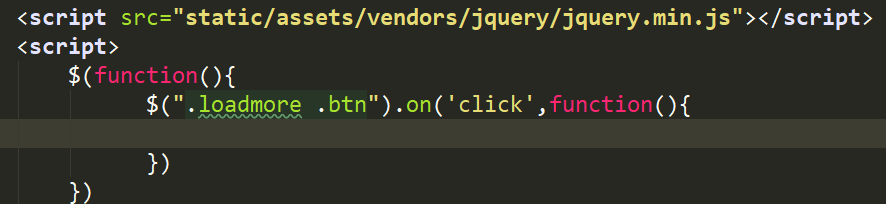 <script src="static/assets/vendors/jquery/jquery.min.js"></script>
<script>
$(function(){
$(".loadmore .btn").on('click',function(){
})
})